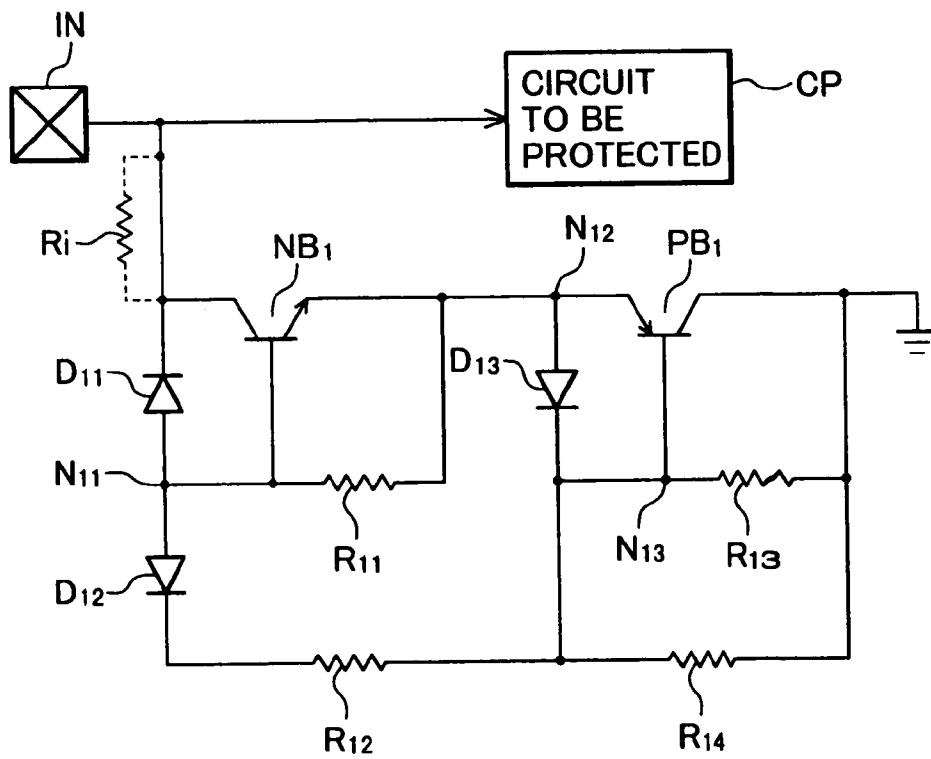 IN
CIRCUIT
TO BE
PROTECTED
CP
Ri
NB1
N12
PB1
D11
D13
N11
R11
N13
R13
D12
R12
R14